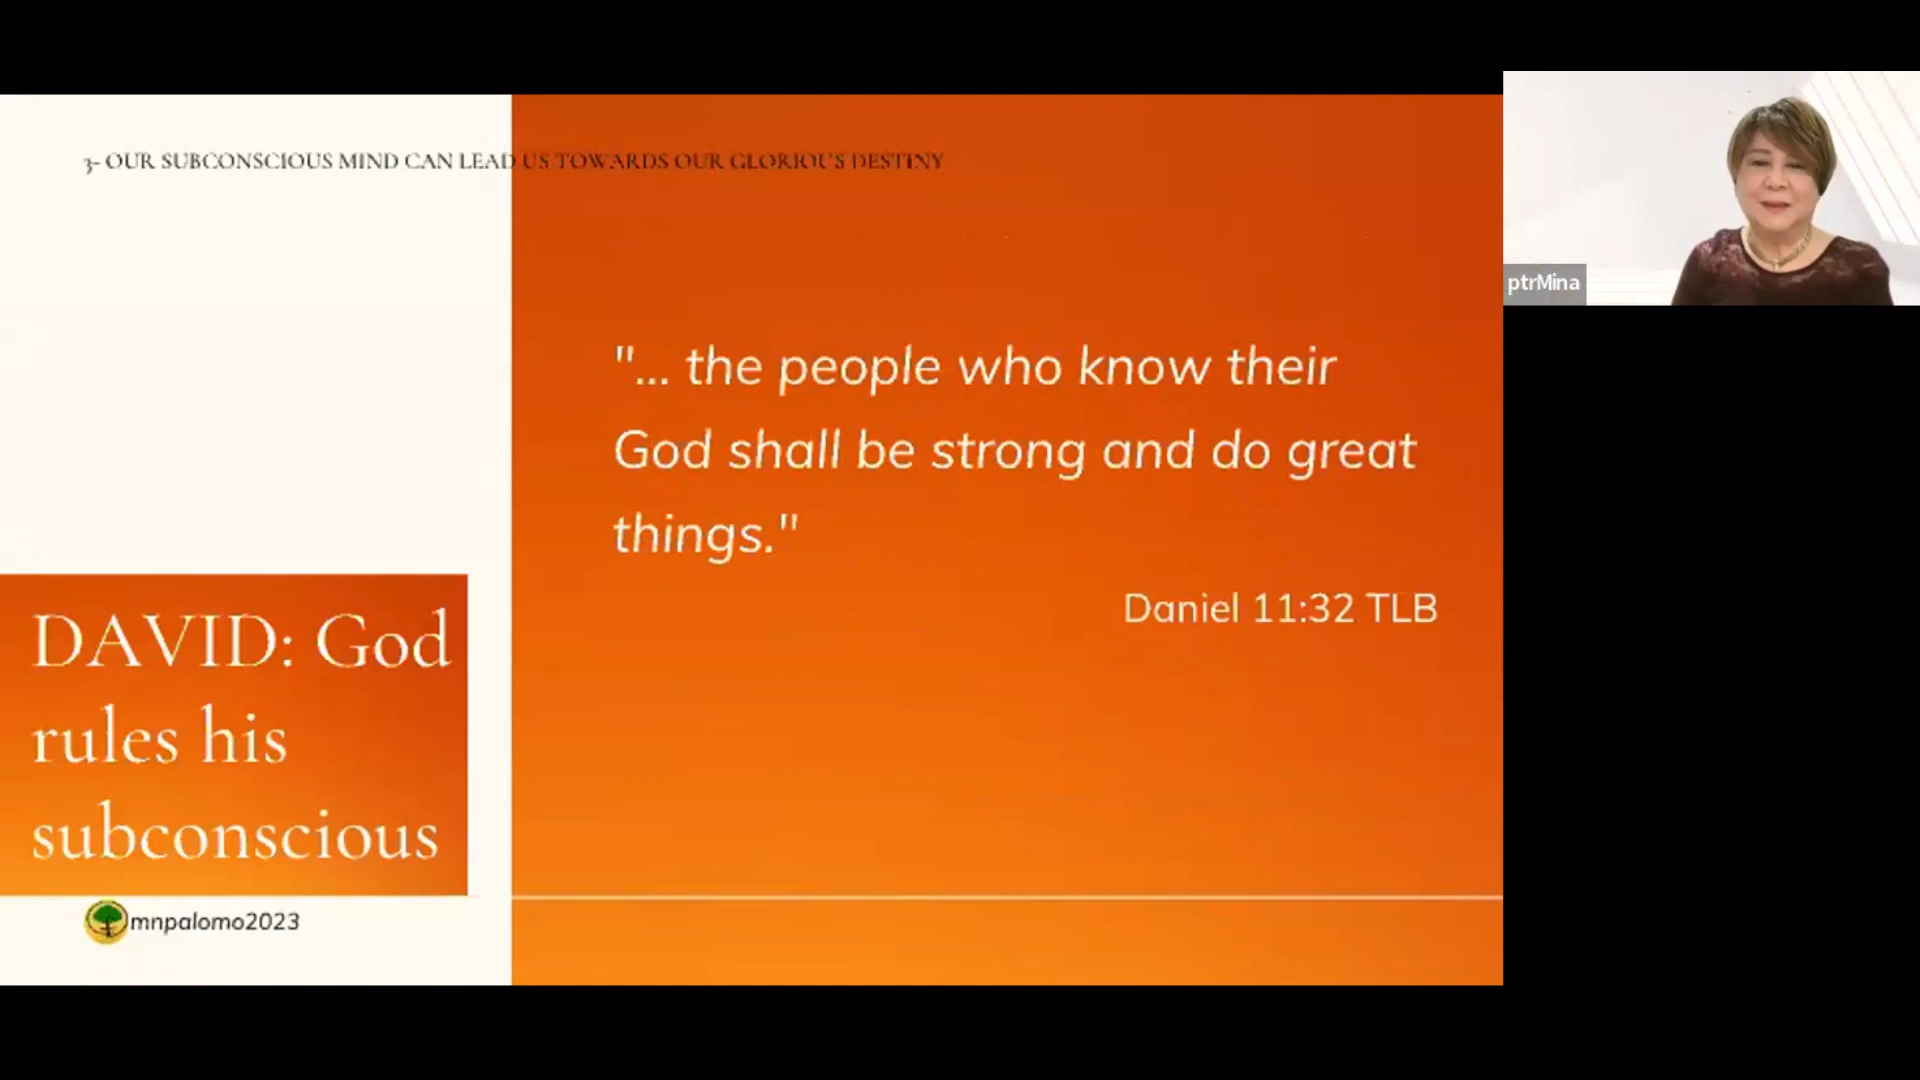 3- OUR SUBCONSCIOUS MIND CAN LEAD US TOWARDS OUR GLORIOUS DESTINY
"... the people who know their
God shall be strong and do great
things."
Daniel 11:32 TLB
DAVID: God
rules his
subconscious
mnpalomo2023
ptrMina